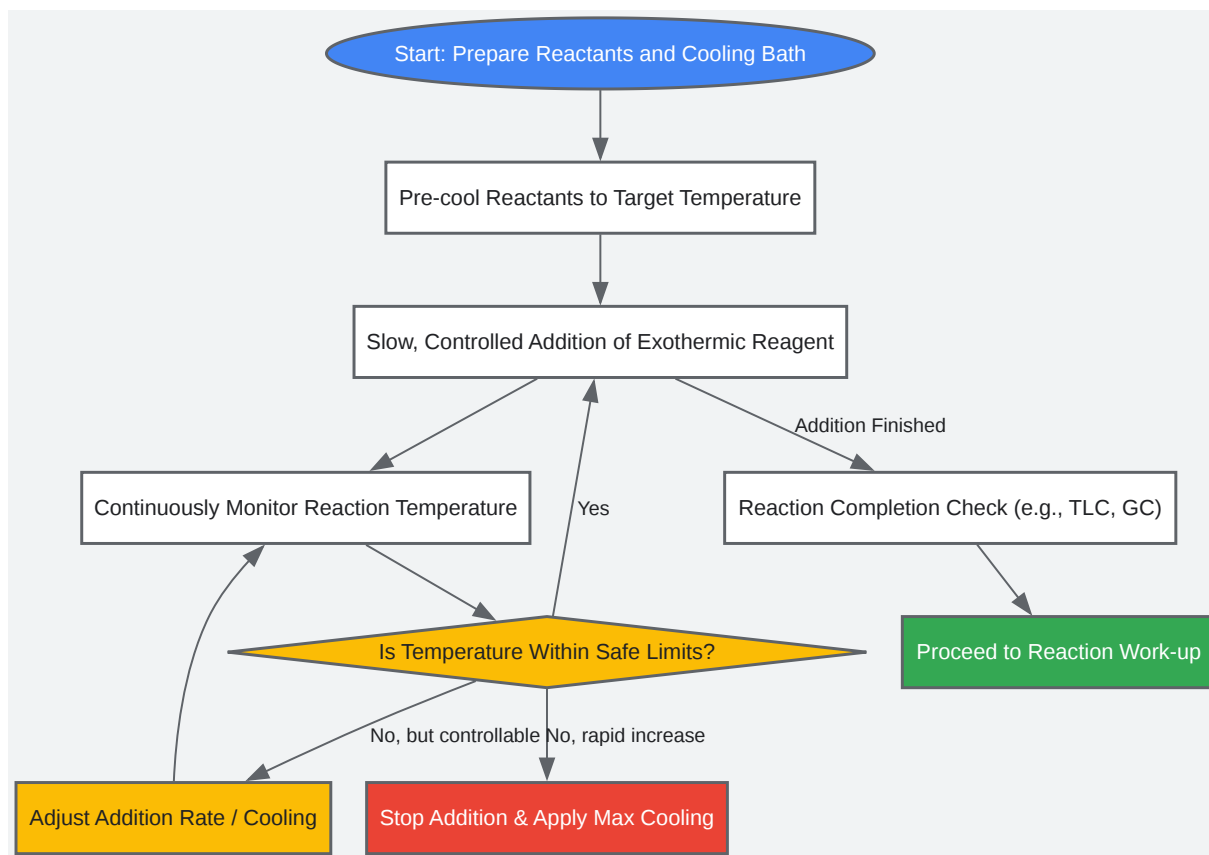 Start: Prepare Reactants and Cooling Bath
Pre-cool Reactants to Target Temperature
Slow, Controlled Addition of Exothermic Reagent
Addition Finished
Continuously Monitor Reaction Temperature
Yes
Reaction Completion Check (e.g., TLC, GC)
Is Temperature Within Safe Limits?
Proceed to Reaction Work-up
No, but controllable
No, rapid increase
Adjust Addition Rate / Cooling
Stop Addition & Apply Max Cooling